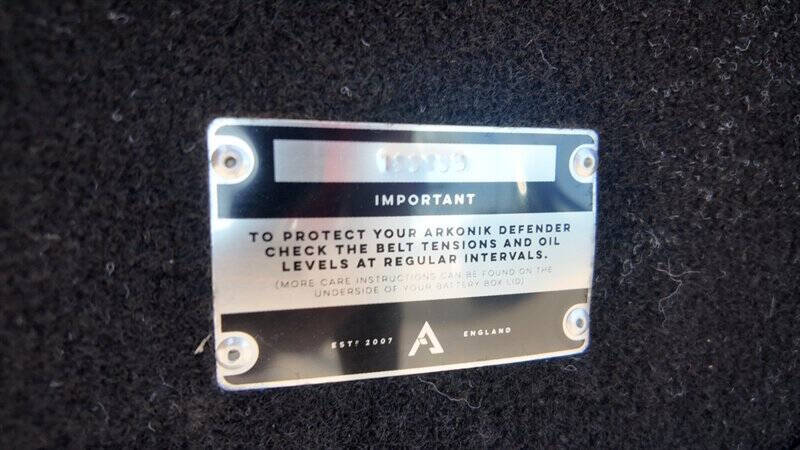 IMPORTANT
TO PROTECT YOUR ARKONIK DEFENDER
CHECK THE BELT TENSIONS AND OIL
LEVELS AT REGULAR INTERVALS.
(MORE CARE INSTRUCTIONS CAN BE FOUND ON THE
UNDERSIDE OF YOUR BATTERY BOX LID)
EST. 2007 A ENGLAND